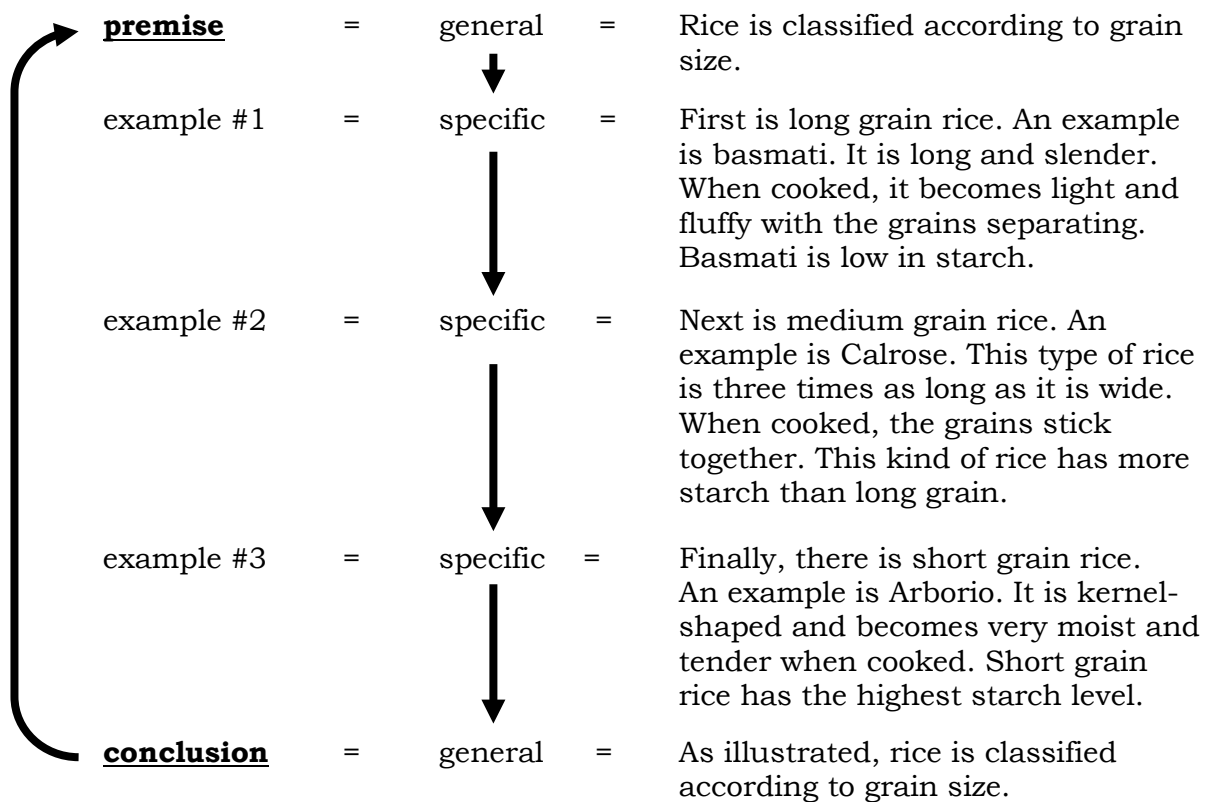 premise = general = Rice is classified according to grain
size.
example #1 = specific = First is long grain rice. An example
is basmati. It is long and slender.
When cooked, it becomes light and
fluffy with the grains separating.
Basmati is low in starch.
example #2 = specific = Next is medium grain rice. An
example is Calrose. This type of rice
is three times as long as it is wide.
When cooked, the grains stick
together. This kind of rice has more
starch than long grain.
example #3 = specific = Finally, there is short grain rice.
An example is Arborio. It is kernel-
shaped and becomes very moist and
tender when cooked. Short grain
rice has the highest starch level.
conclusion = general = As illustrated, rice is classified
according to grain size.